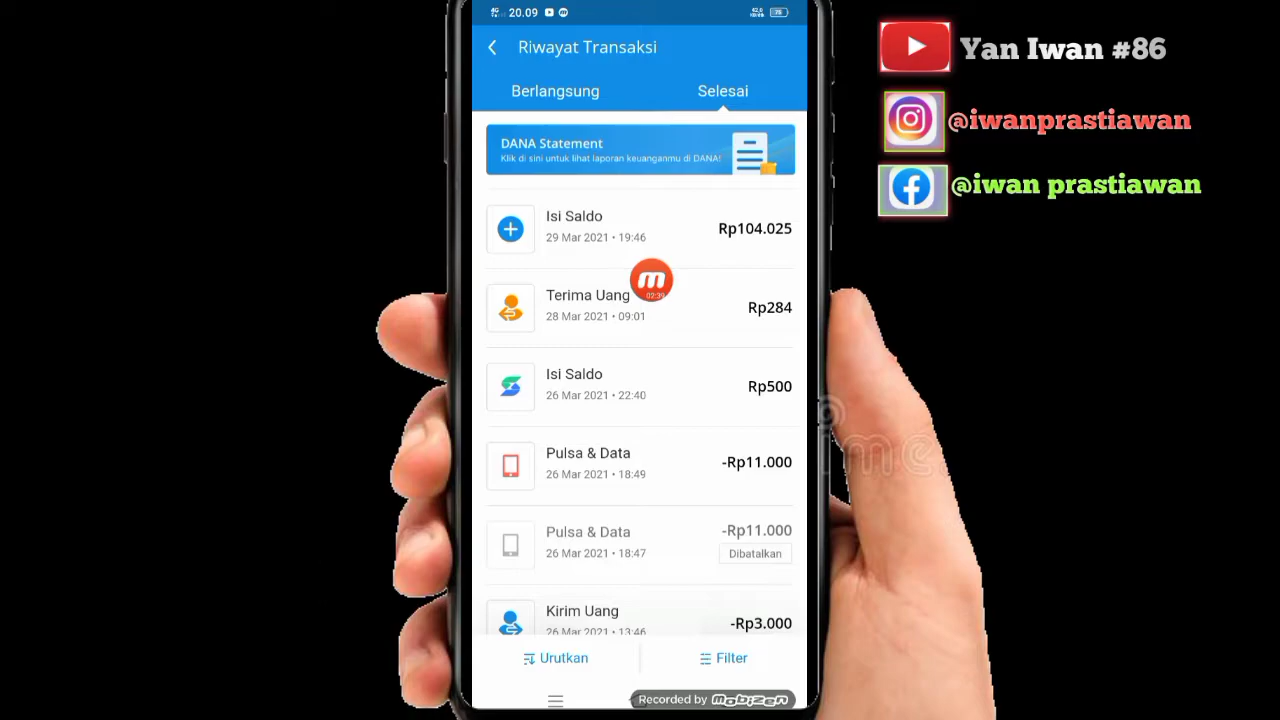 20.09
75
Riwayat Transaksi
Berlangsung
Selesai
DANA Statement
Klik di sini untuk lihat laporan keuanganmu di DANA!
Isi Saldo
29 Mar 2021 • 19:46
Rp104.025
02:39
Terima Uang
28 Mar 2021 • 09:01
Rp284
Isi Saldo
26 Mar 2021 • 22:40
Rp500
Pulsa & Data
26 Mar 2021 • 18:49
-Rp11.000
Pulsa & Data
26 Mar 2021 • 18:47
-Rp11.000
Dibatalkan
Kirim Uang
26 Mar 2021 • 13:46
-Rp3.000
Urutkan
Filter
Recorded by mobizen
Yan Iwan #86
@iwanprastiawan
@iwan prastiawan